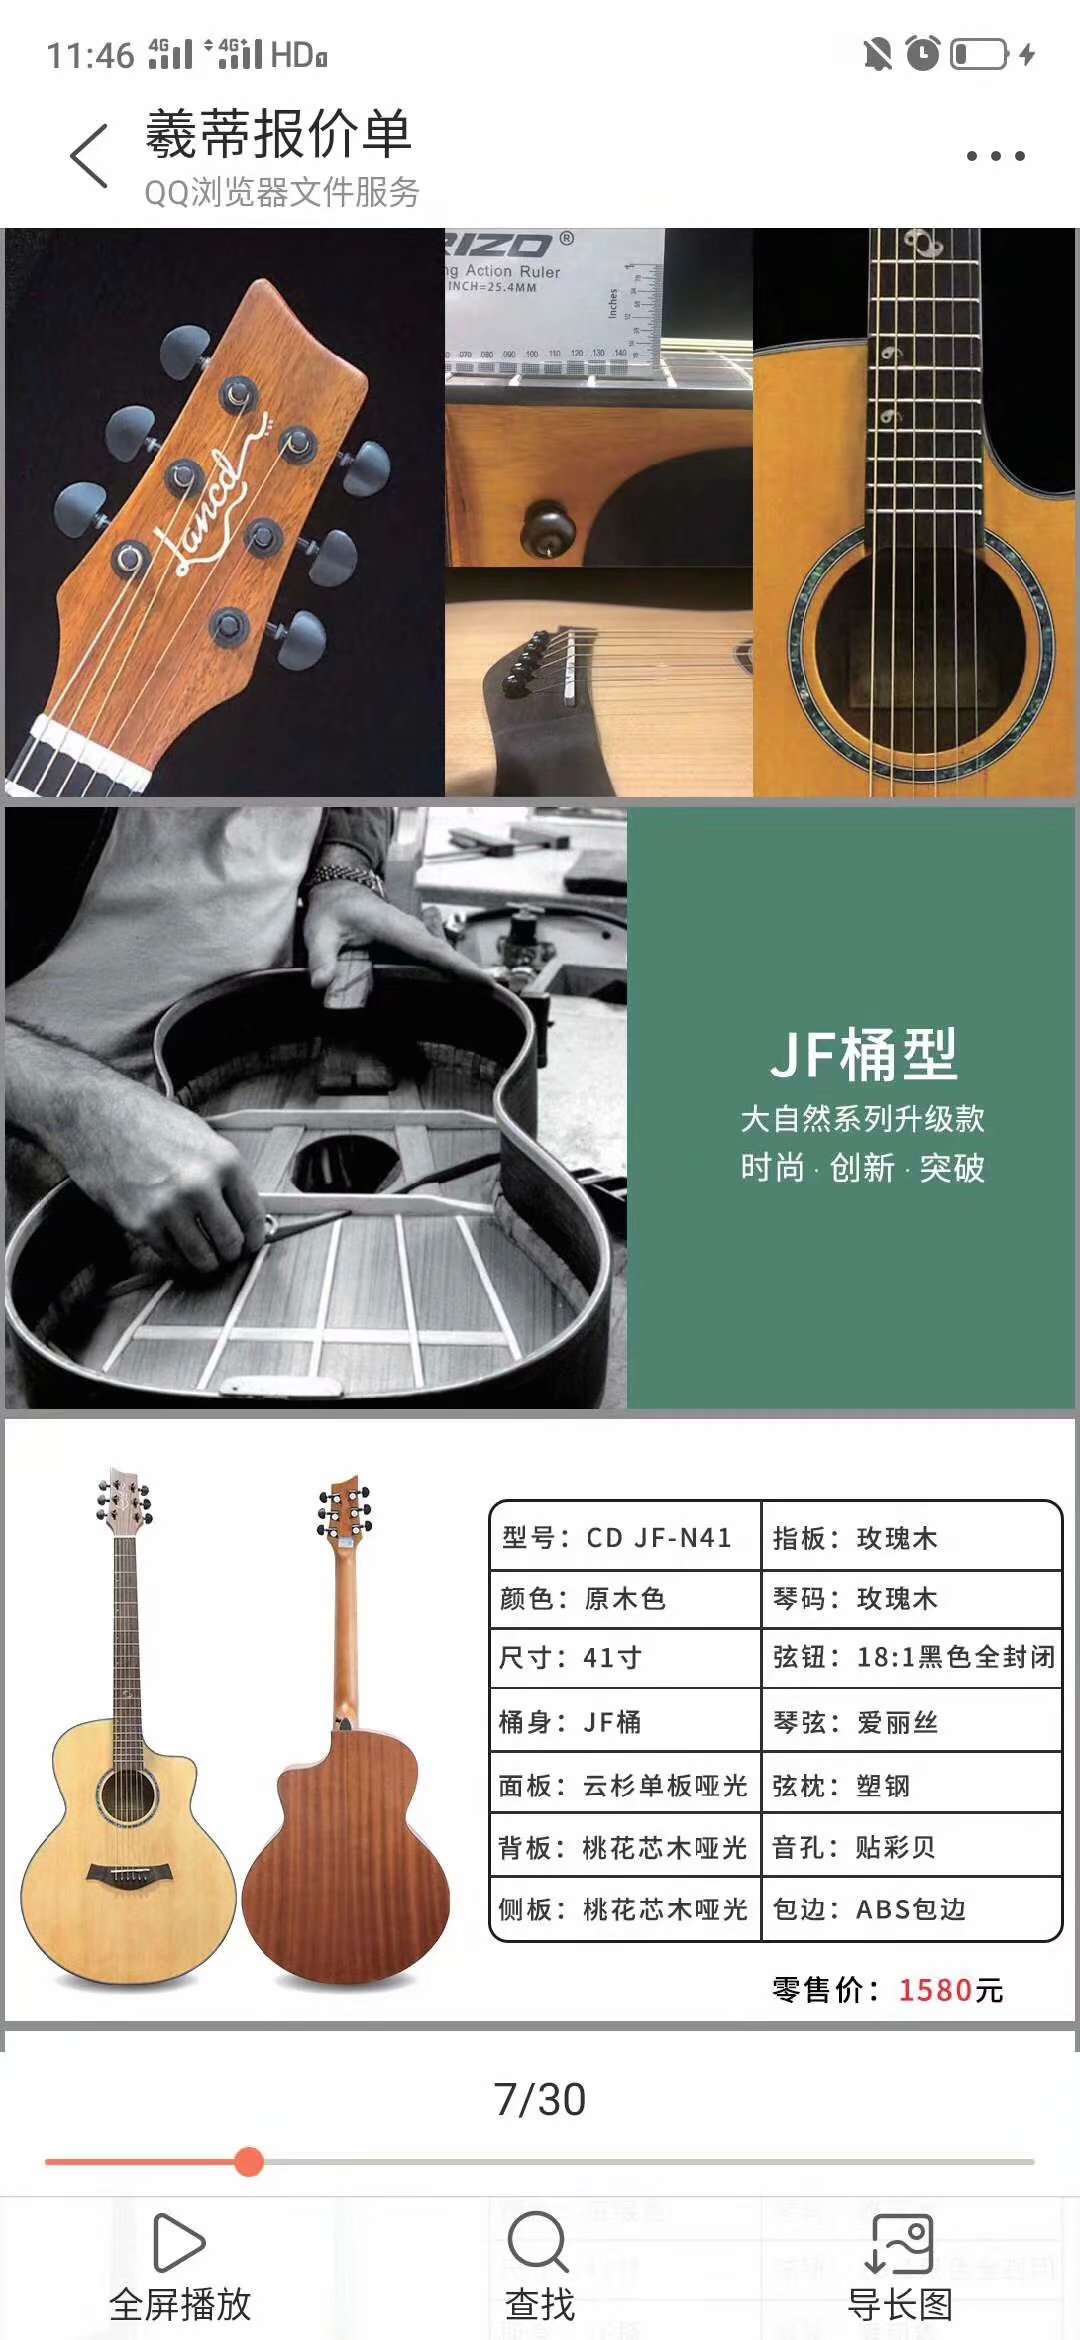 11:46 4G 4G+ HD
羲蒂报价单
QQ浏览器文件服务
RIZO®
ng Action Ruler
INCH=25.4MM
Inches
070 080 090 100 110 120 130 140
Lancd
JF桶型
大自然系列升级款
时尚·创新·突破
型号：CD JF-N41 指板：玫瑰木
颜色：原木色 琴码：玫瑰木
尺寸：41寸 弦钮：18:1黑色全封闭
桶身：JF桶 琴弦：爱丽丝
面板：云杉单板哑光 弦枕：塑钢
背板：桃花芯木哑光 音孔：贴彩贝
侧板：桃花芯木哑光 包边：ABS包边
零售价：1580元
7/30
全屏播放 查找 导长图